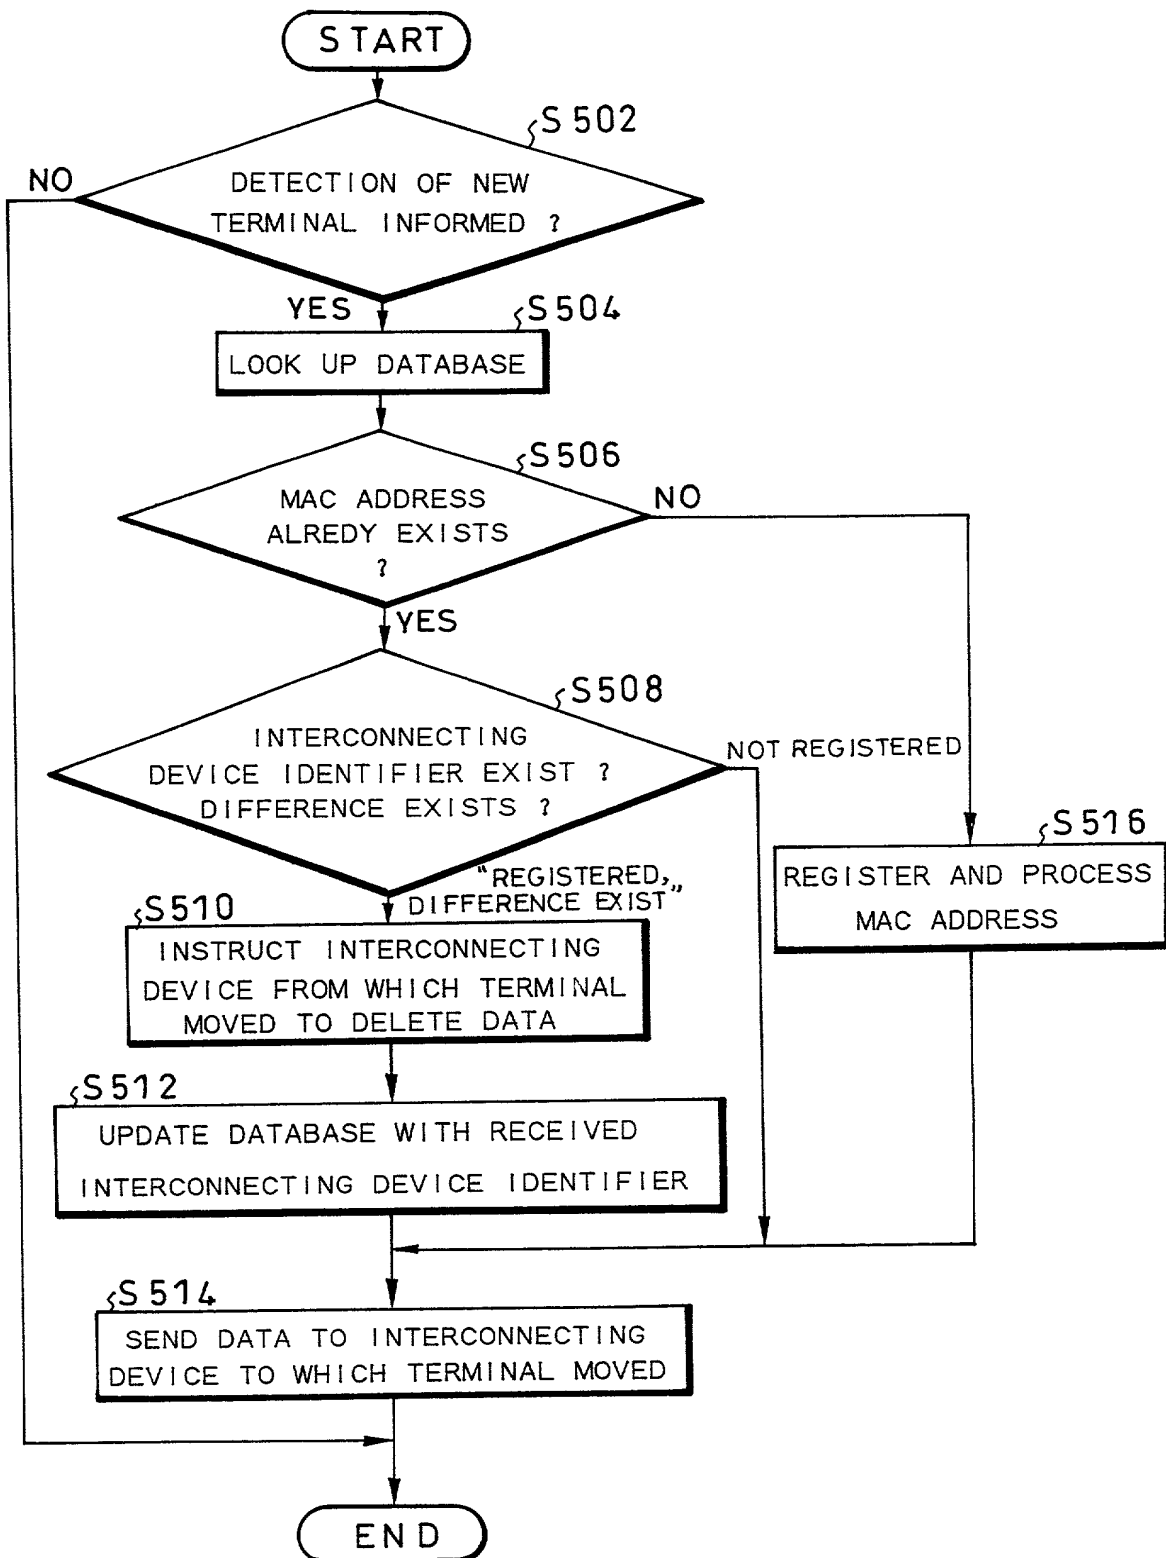 START
S502
NO
DETECTION OF NEW
TERMINAL INFORMED ?
YES
S504
LOOK UP DATABASE
S506
MAC ADDRESS
ALREDY EXISTS
?
NO
YES
S508
INTERCONNECTING
DEVICE IDENTIFIER EXIST ?
DIFFERENCE EXISTS ?
NOT REGISTERED
"REGISTERED,
DIFFERENCE EXIST"
S516
REGISTER AND PROCESS
MAC ADDRESS
S510
INSTRUCT INTERCONNECTING
DEVICE FROM WHICH TERMINAL
MOVED TO DELETE DATA
S512
UPDATE DATABASE WITH RECEIVED
INTERCONNECTING DEVICE IDENTIFIER
S514
SEND DATA TO INTERCONNECTING
DEVICE TO WHICH TERMINAL MOVED
END